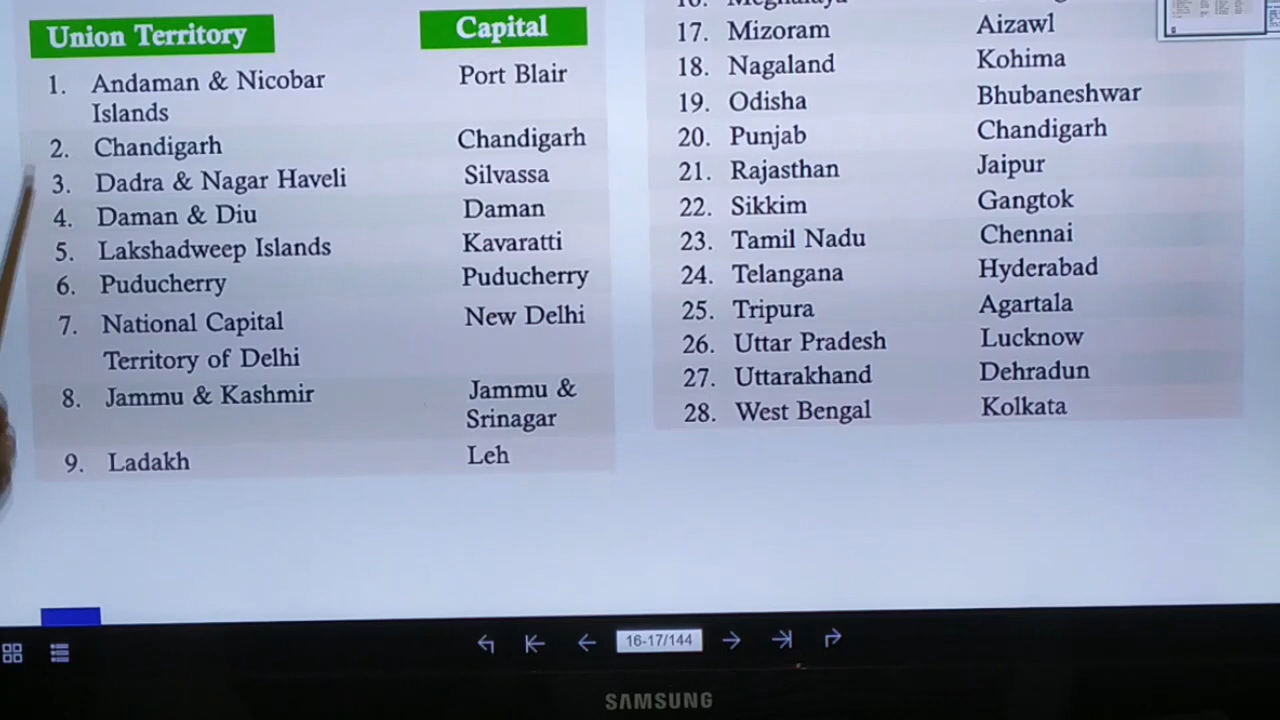 Union Territory Capital
1. Andaman & Nicobar Islands Port Blair
2. Chandigarh Chandigarh
3. Dadra & Nagar Haveli Silvassa
4. Daman & Diu Daman
5. Lakshadweep Islands Kavaratti
6. Puducherry Puducherry
7. National Capital Territory of Delhi New Delhi
8. Jammu & Kashmir Jammu & Srinagar
9. Ladakh Leh
17. Mizoram Aizawl
18. Nagaland Kohima
19. Odisha Bhubaneshwar
20. Punjab Chandigarh
21. Rajasthan Jaipur
22. Sikkim Gangtok
23. Tamil Nadu Chennai
24. Telangana Hyderabad
25. Tripura Agartala
26. Uttar Pradesh Lucknow
27. Uttarakhand Dehradun
28. West Bengal Kolkata
16-17/144
SAMSUNG